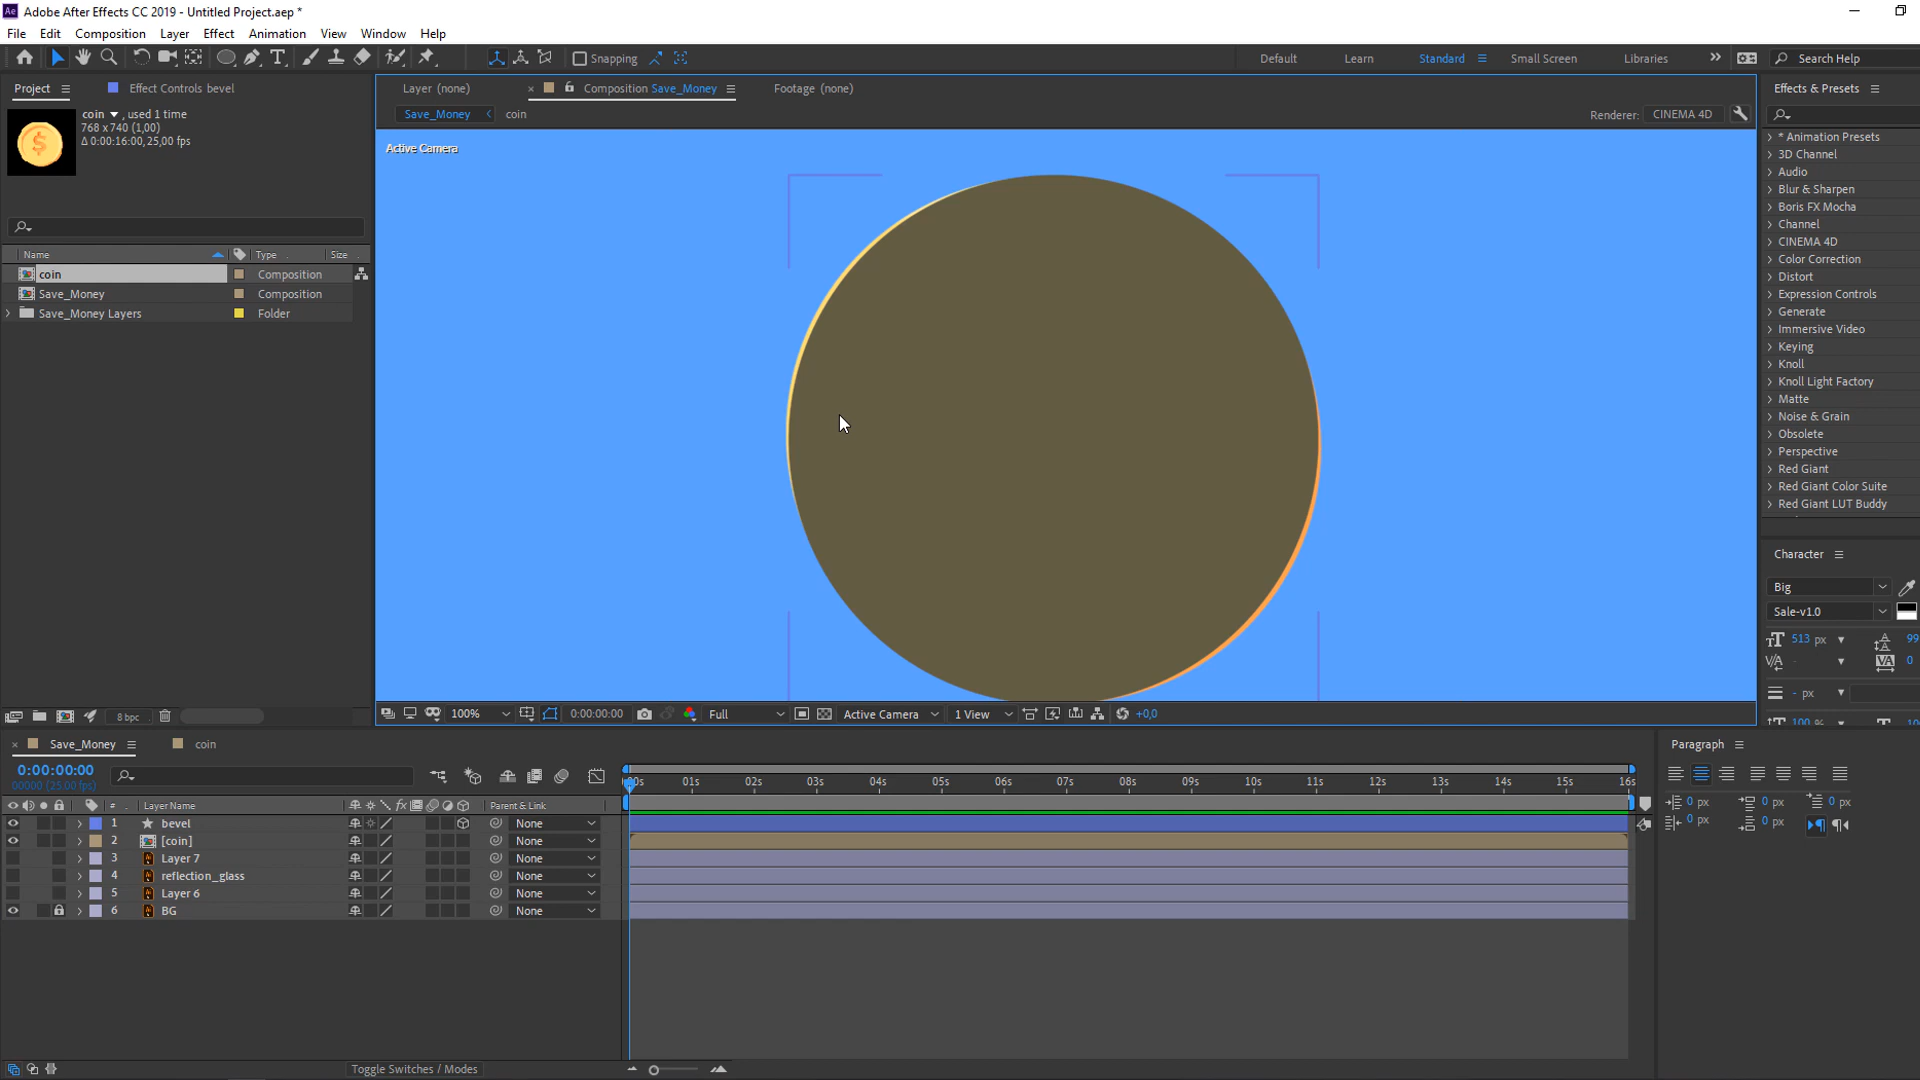 Adobe After Effects CC 2019 - Untitled Project.aep *
File Edit Composition Layer Effect Animation View Window Help
Snapping Default Learn Standard Small Screen Libraries Search Help
Project Effect Controls bevel
coin , used 1 time
768 x 740 (1,00)
Δ 0:00:16:00, 25,00 fps
Name Type Size
coin Composition
Save_Money Composition
Save_Money Layers Folder
8 bpc
Layer (none) Composition Save_Money Footage (none)
Save_Money coin Renderer: CINEMA 4D
Active Camera
100% 0:00:00:00 Full Active Camera 1 View +0,0
Effects & Presets
* Animation Presets
3D Channel
Audio
Blur & Sharpen
Boris FX Mocha
Channel
CINEMA 4D
Color Correction
Distort
Expression Controls
Generate
Immersive Video
Keying
Knoll
Knoll Light Factory
Matte
Noise & Grain
Obsolete
Perspective
Red Giant
Red Giant Color Suite
Red Giant LUT Buddy
Character
Big
Sale-v1.0
513 px 99
0
- px
100 %
Save_Money coin
0:00:00:00
00000 (25.00 fps)
00s 01s 02s 03s 04s 05s 06s 07s 08s 09s 10s 11s 12s 13s 14s 15s 16s
# Layer Name fx Parent & Link
1 bevel None
2 [coin] None
3 Layer 7 None
4 reflection_glass None
5 Layer 6 None
6 BG None
Toggle Switches / Modes
Paragraph
0 px 0 px 0 px
0 px 0 px